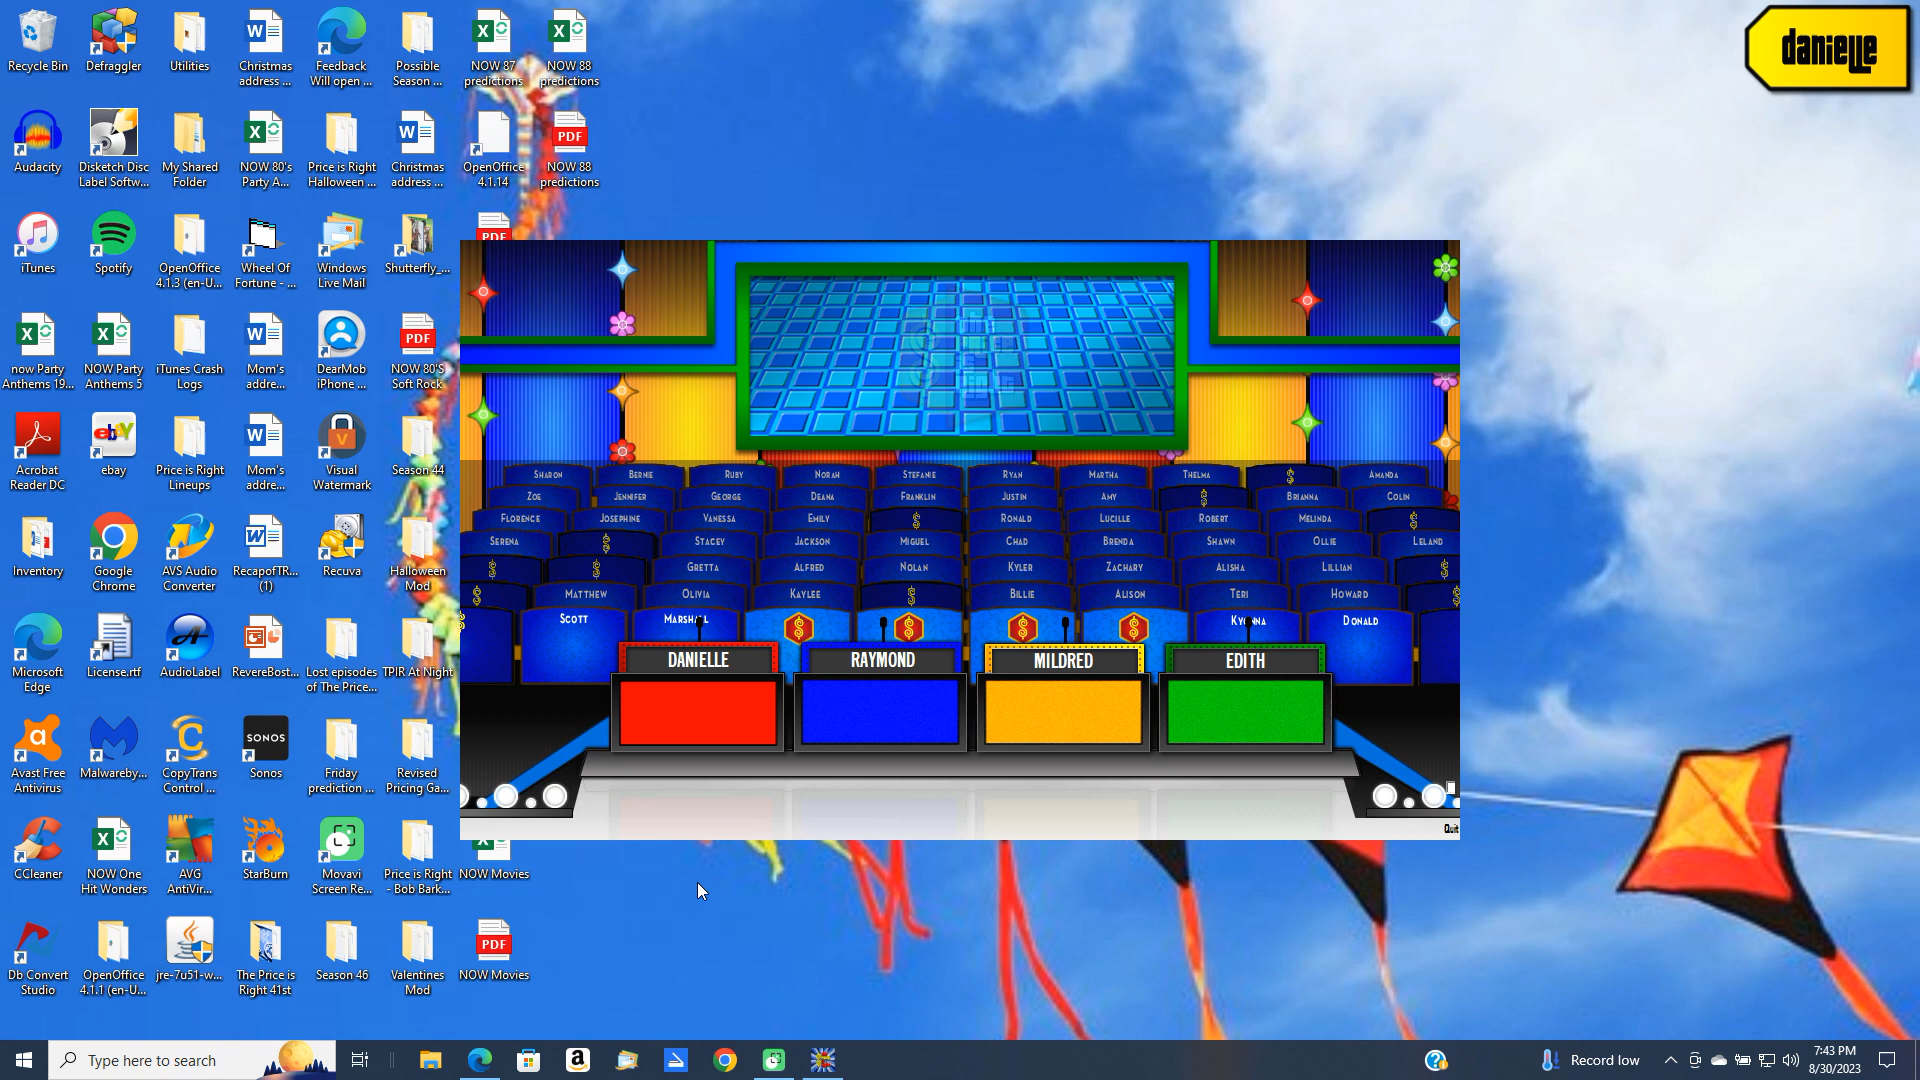 Recycle Bin
Defraggler
Utilities
Christmas
address ...
Feedback
Will open ...
Possible
Season ...
NOW 87
predictions
NOW 88
predictions
Danielle
Audacity
Disketch Disc
Label Softw...
My Shared
Folder
NOW 80's
Party A...
Price is Right
Halloween ...
Christmas
address ...
OpenOffice
4.1.14
PDF
NOW 88
predictions
iTunes
Spotify
OpenOffice
4.1.3 (en-U...
Wheel Of
Fortune - ...
Windows
Live Mail
Shutterfly_...
PDF
now Party
Anthems 19...
NOW Party
Anthems 5
iTunes Crash
Logs
Mom's
addre...
DearMob
iPhone ...
PDF
NOW 80'S
Soft Rock
Acrobat
Reader DC
ebay
ebay
Price is Right
Lineups
Mom's
addre...
Visual
Watermark
Season 44
Inventory
Google
Chrome
AVS Audio
Converter
RecapofTR...
(1)
Recuva
Halloween
Mod
Microsoft
Edge
License.rtf
AudioLabel
RevereBost...
Lost episodes
of The Price...
TPIR At Night
Avast Free
Antivirus
Malwareby...
CopyTrans
Control ...
SONOS
Sonos
Friday
prediction ...
Revised
Pricing Ga...
CCleaner
NOW One
Hit Wonders
AVG
AntiVir...
StarBurn
Movavi
Screen Re...
Price is Right
- Bob Bark...
NOW Movies
Db Convert
Studio
OpenOffice
4.1.1 (en-U...
jre-7u51-w...
The Price is
Right 41st
Season 46
Valentines
Mod
PDF
NOW Movies
Sharon Bernie Ruby Norah Stefanie Ryan Martha Thelma Amanda
Zoe Jennifer George Deana Franklin Justin Amy Brianna Colin
Florence Josephine Vanessa Emily Ronald Lucille Robert Melinda
Serena Stacey Jackson Miguel Chad Brenda Shawn Ollie Leland
Gretta Alfred Nolan Kyler Zachary Alisha Lillian
Matthew Olivia Kaylee Billie Alison Teri Howard
Scott Marshall Donald
DANIELLE RAYMOND MILDRED EDITH
Quit
Type here to search
Record low
7:43 PM
8/30/2023